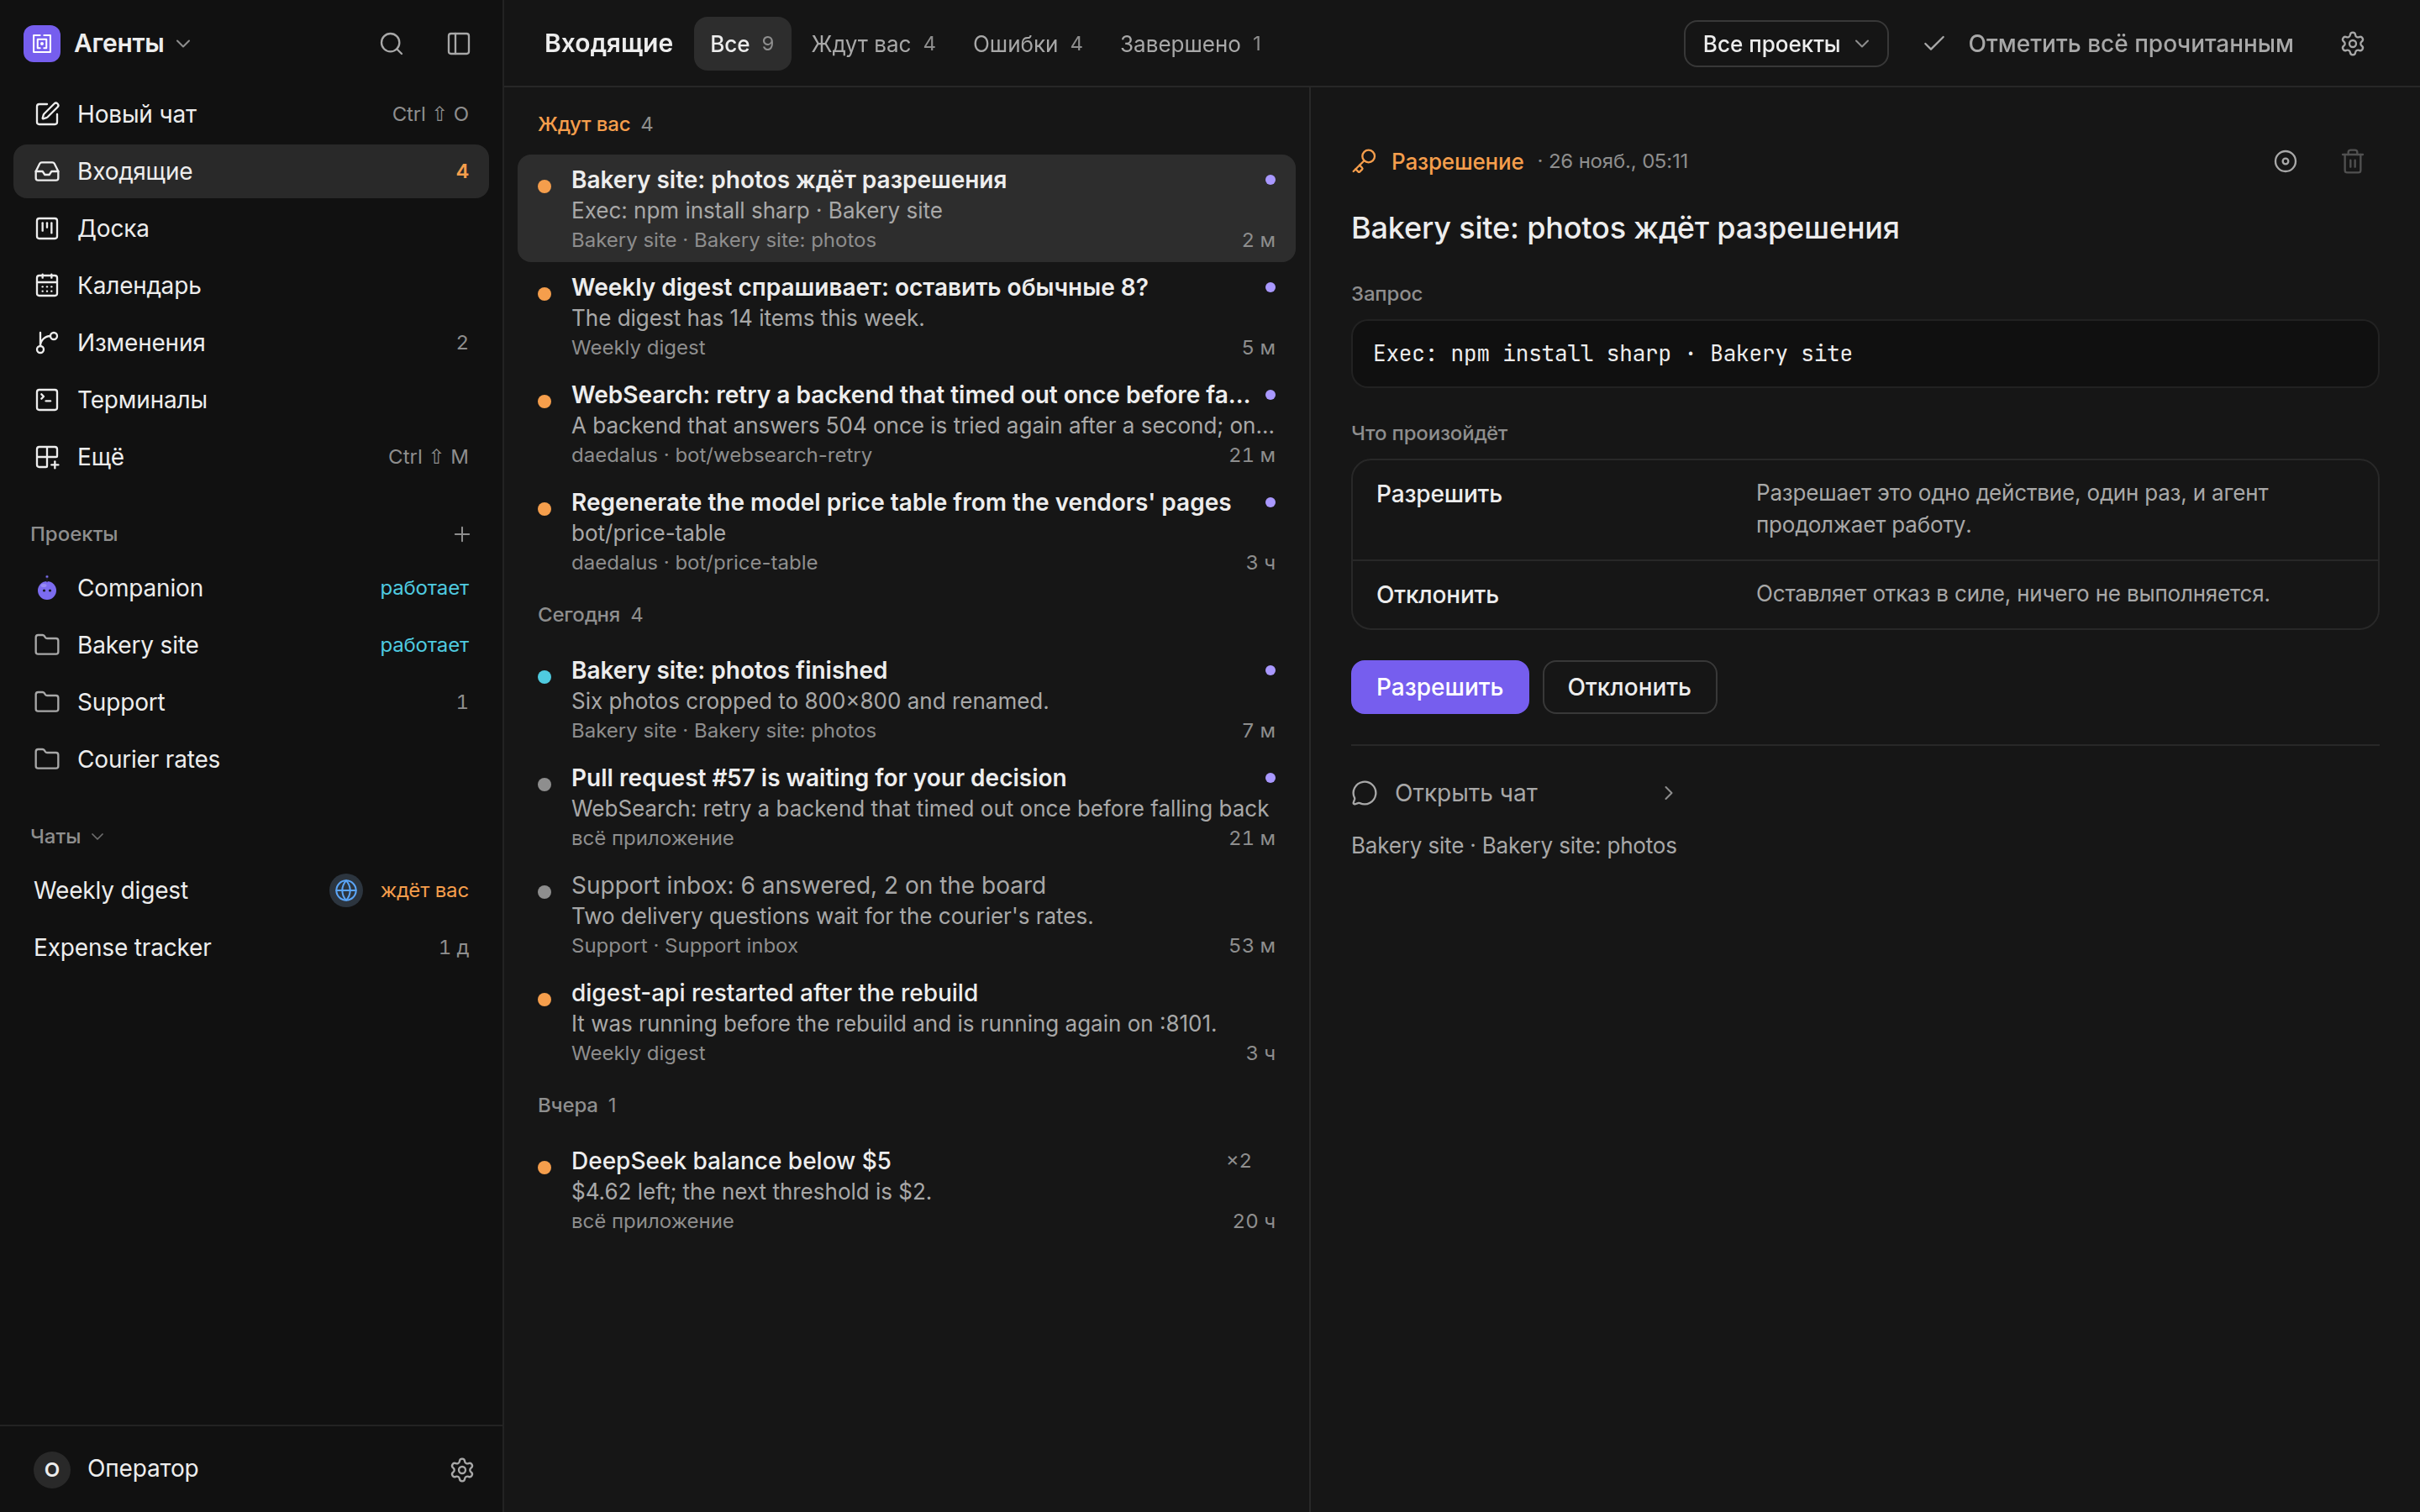 Агенты
Новый чат Ctrl ⇧ O
Входящие 4
Доска
Календарь
Изменения 2
Терминалы
Ещё Ctrl ⇧ M
Проекты
Companion работает
Bakery site работает
Support 1
Courier rates
Чаты
Weekly digest ждёт вас
Expense tracker 1 д
О Оператор
Входящие Все 9 Ждут вас 4 Ошибки 4 Завершено 1
Все проекты Отметить всё прочитанным
Ждут вас 4
Bakery site: photos ждёт разрешения
Exec: npm install sharp · Bakery site
Bakery site · Bakery site: photos 2 м
Weekly digest спрашивает: оставить обычные 8?
The digest has 14 items this week.
Weekly digest 5 м
WebSearch: retry a backend that timed out once before fa...
A backend that answers 504 once is tried again after a second; on...
daedalus · bot/websearch-retry 21 м
Regenerate the model price table from the vendors' pages
bot/price-table
daedalus · bot/price-table 3 ч
Сегодня 4
Bakery site: photos finished
Six photos cropped to 800×800 and renamed.
Bakery site · Bakery site: photos 7 м
Pull request #57 is waiting for your decision
WebSearch: retry a backend that timed out once before falling back
всё приложение 21 м
Support inbox: 6 answered, 2 on the board
Two delivery questions wait for the courier's rates.
Support · Support inbox 53 м
digest-api restarted after the rebuild
It was running before the rebuild and is running again on :8101.
Weekly digest 3 ч
Вчера 1
DeepSeek balance below $5 ×2
$4.62 left; the next threshold is $2.
всё приложение 20 ч
Разрешение · 26 нояб., 05:11
Bakery site: photos ждёт разрешения
Запрос
Exec: npm install sharp · Bakery site
Что произойдёт
Разрешить Разрешает это одно действие, один раз, и агент
продолжает работу.
Отклонить Оставляет отказ в силе, ничего не выполняется.
Разрешить Отклонить
Открыть чат
Bakery site · Bakery site: photos